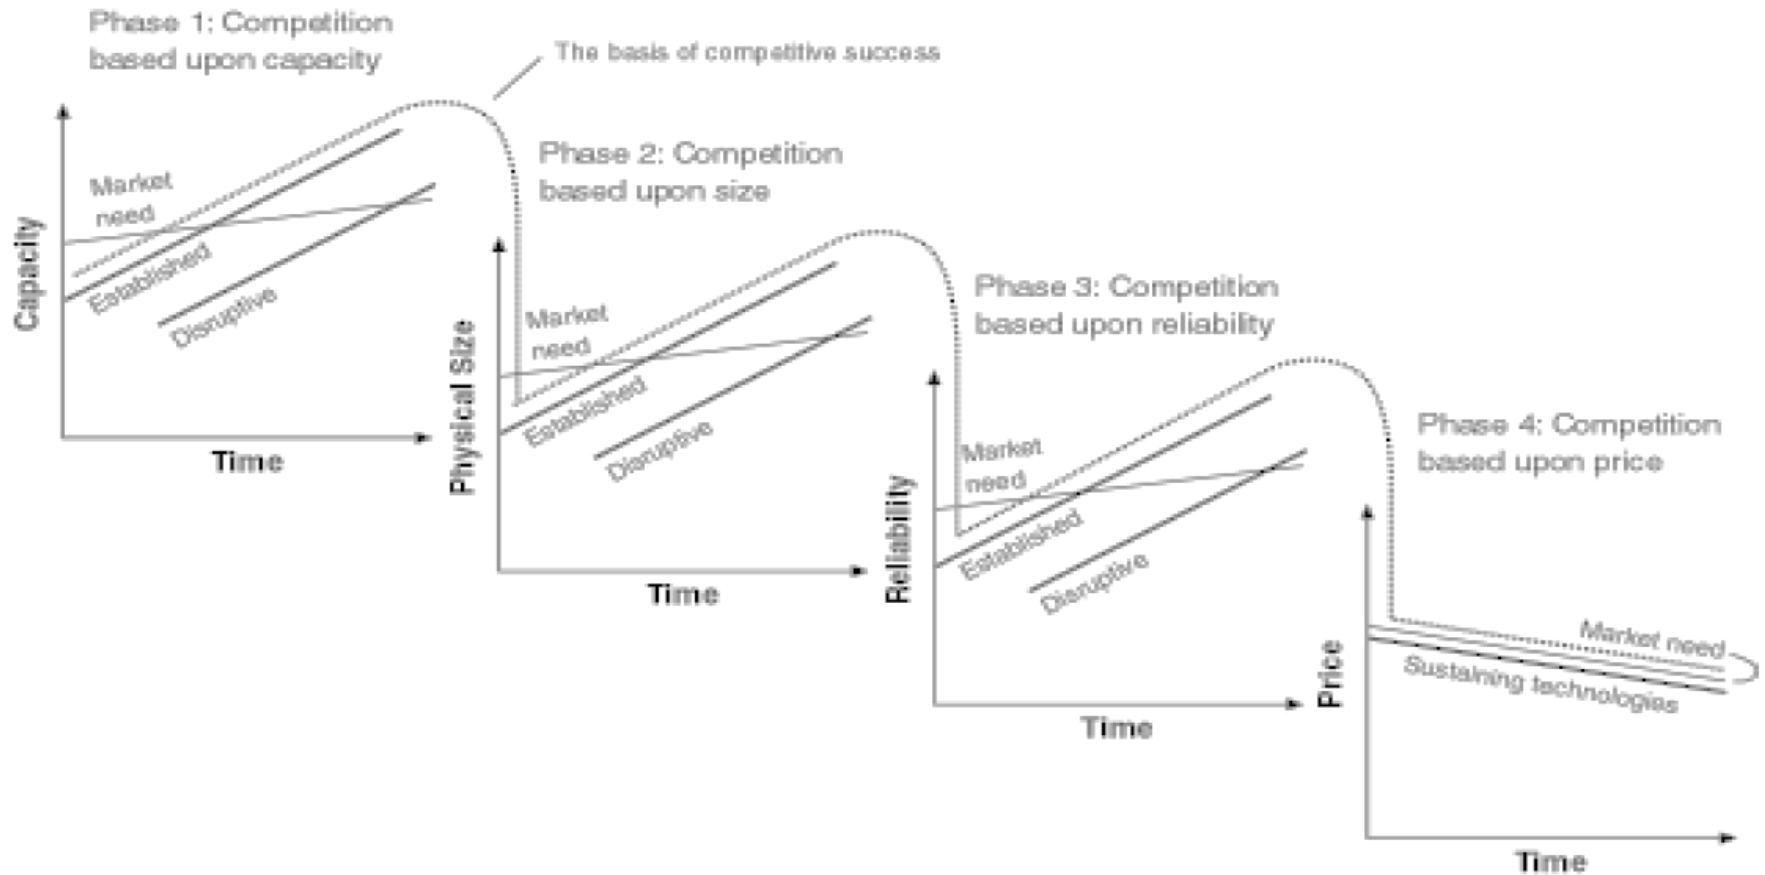 Phase 1: Competition
based upon capacity
The basis of competitive success
Capacity
Market
need
Established
Disruptive
Time
Phase 2: Competition
based upon size
Physical Size
Market
need
Established
Disruptive
Time
Phase 3: Competition
based upon reliability
Reliability
Market
need
Established
Disruptive
Time
Phase 4: Competition
based upon price
Price
Market need
Sustaining technologies
Time